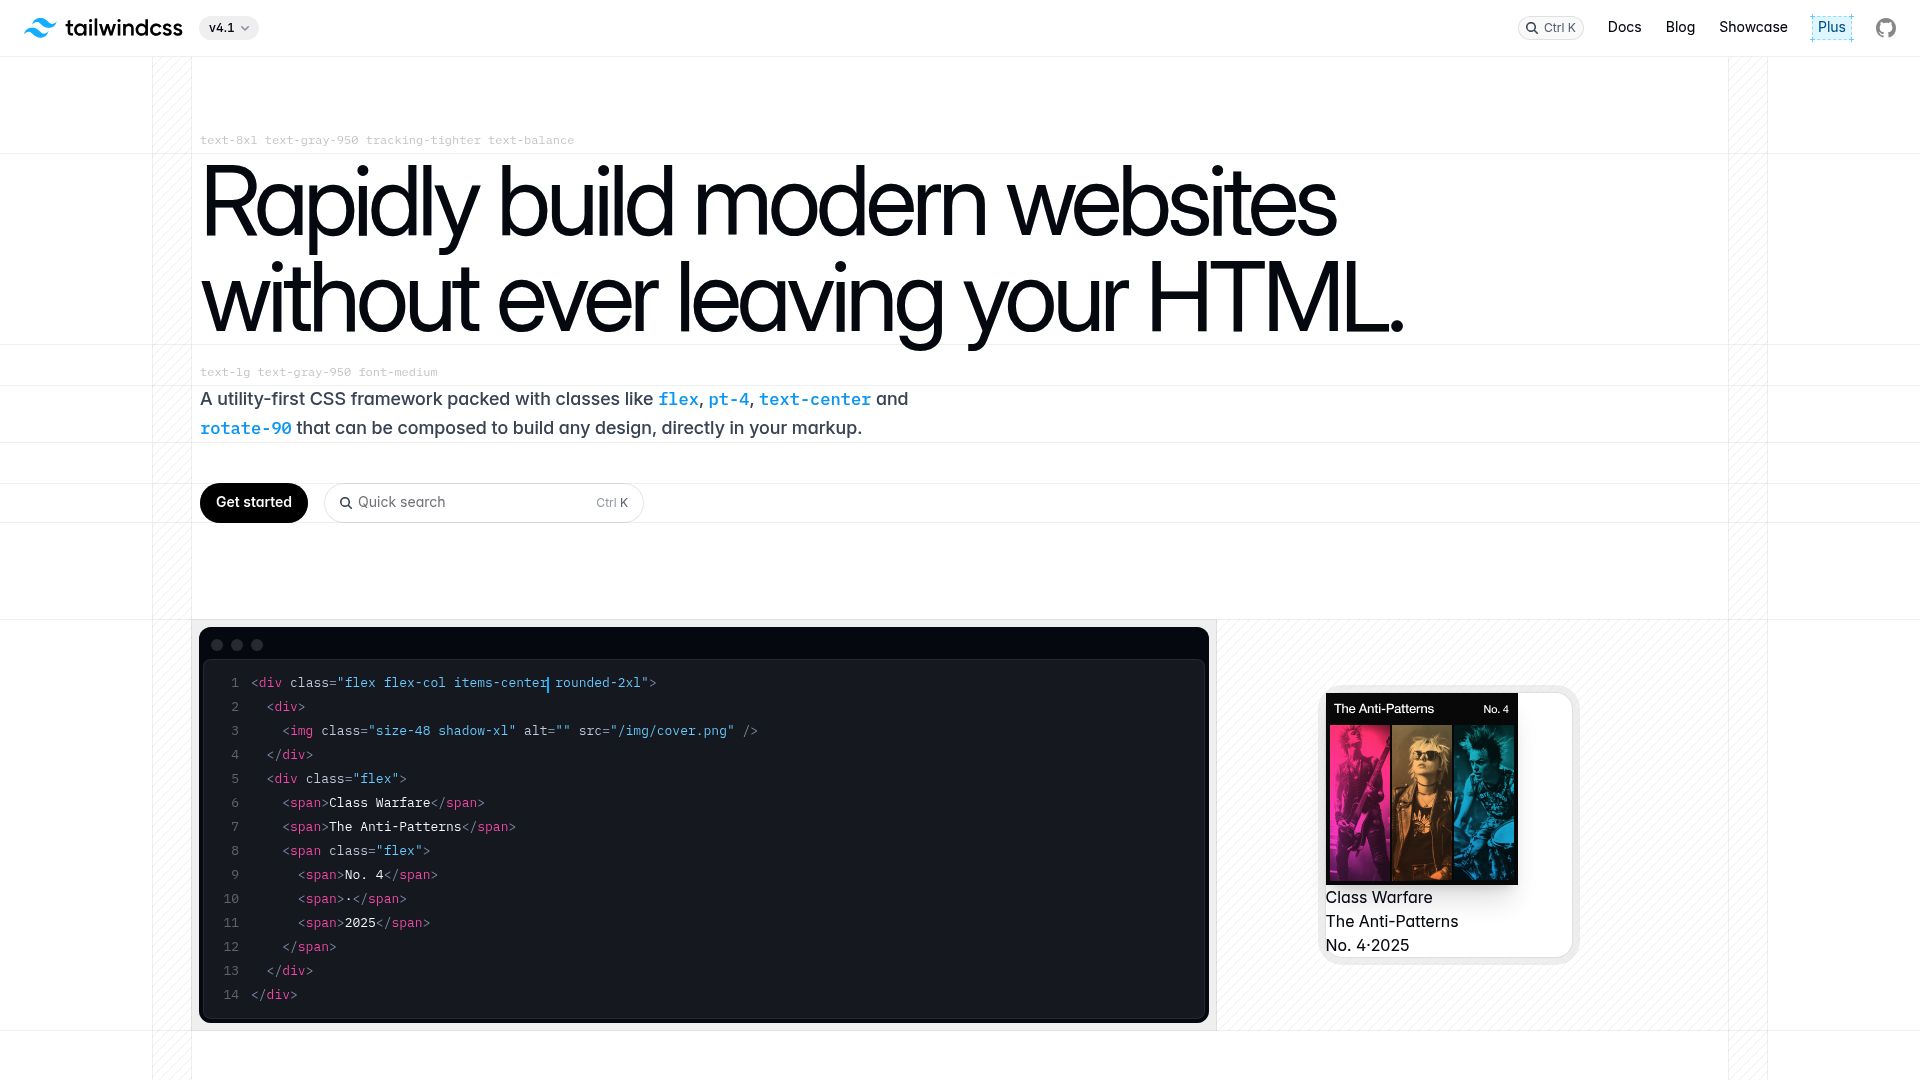 tailwindcss v4.1 Ctrl K Docs Blog Showcase Plus
text-8xl text-gray-950 tracking-tighter text-balance
Rapidly build modern websites
without ever leaving your HTML.
text-lg text-gray-950 font-medium
A utility-first CSS framework packed with classes like flex, pt-4, text-center and
rotate-90 that can be composed to build any design, directly in your markup.
Get started Quick search Ctrl K
1 <div class="flex flex-col items-center rounded-2xl">
2 <div>
3 <img class="size-48 shadow-xl" alt="" src="/img/cover.png" />
4 </div>
5 <div class="flex">
6 <span>Class Warfare</span>
7 <span>The Anti-Patterns</span>
8 <span class="flex">
9 <span>No. 4</span>
10 <span>·</span>
11 <span>2025</span>
12 </span>
13 </div>
14 </div>
The Anti-Patterns No. 4
Class Warfare
The Anti-Patterns
No. 4·2025